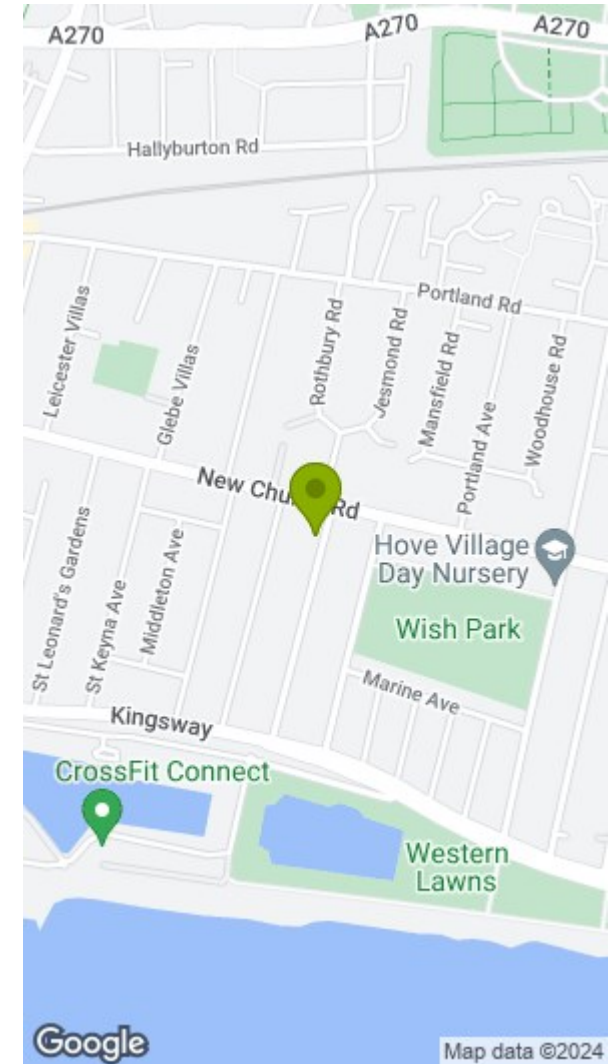 A270
A270
A270
Hallyburton Rd
Portland Rd
Leicester Villas
Glebe Villas
Rothbury Rd
Jesmond Rd
Mansfield Rd
Portland Ave
Woodhouse Rd
New Chu Rd
Hove Village
Day Nursery
Wish Park
St Leonard's Gardens
St Keyna Ave
Middleton Ave
Marine Ave
Kingsway
CrossFit Connect
Western
Lawns
Google
Map data ©2024